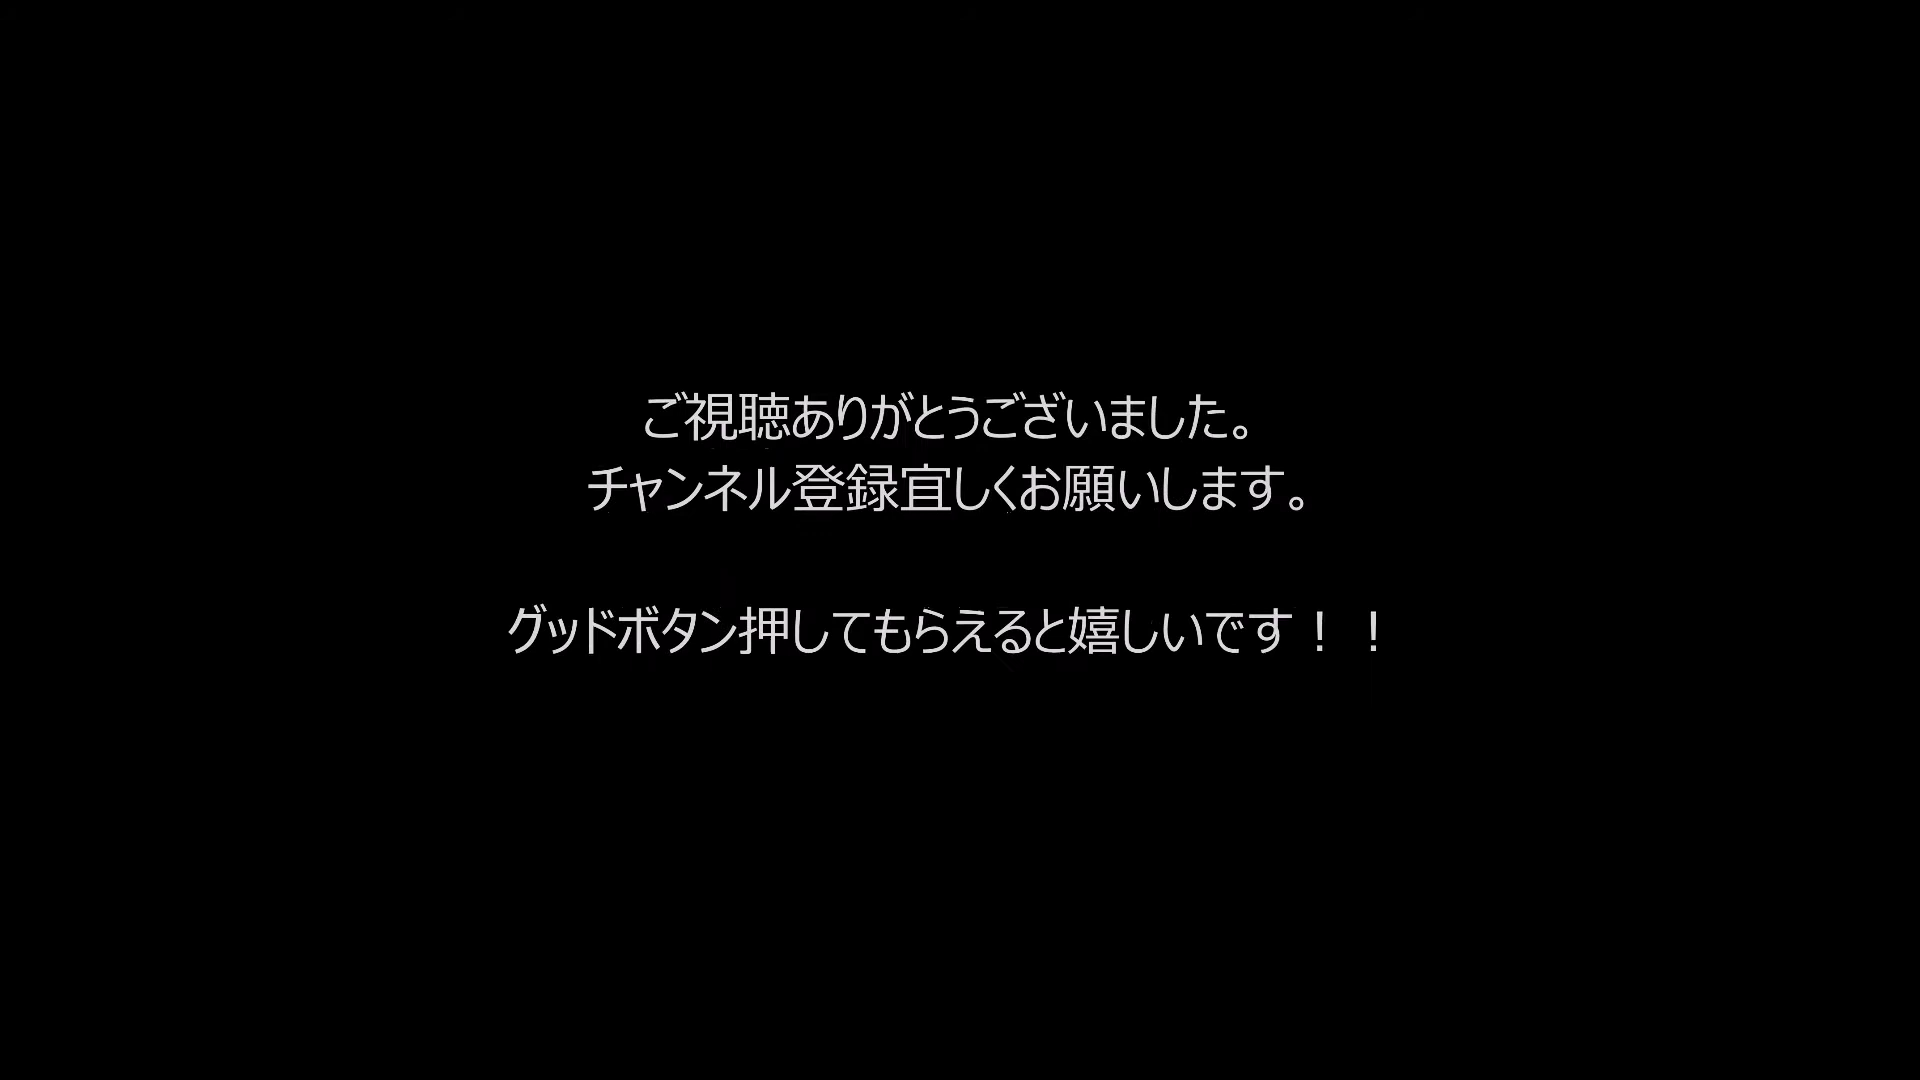 ご視聴ありがとうございました。
チャンネル登録宜しくお願いします。
グッドボタン押してもらえると嬉しいです！！